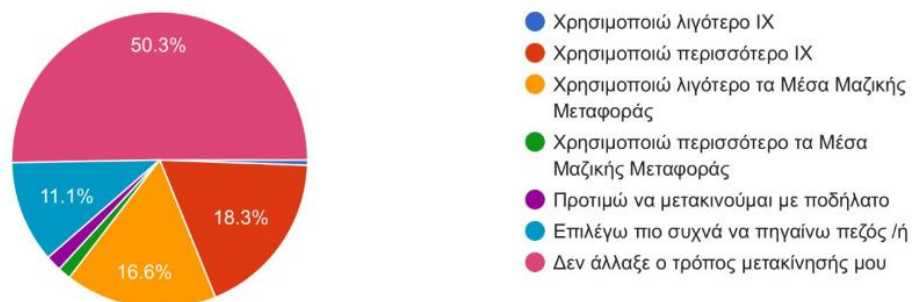 50.3%
11.1%
16.6%
18.3%
Χρησιμοποιώ λιγότερο ΙΧ
Χρησιμοποιώ περισσότερο ΙΧ
Χρησιμοποιώ λιγότερο τα Μέσα Μαζικής
Μεταφοράς
Χρησιμοποιώ περισσότερο τα Μέσα
Μαζικής Μεταφοράς
Προτιμώ να μετακινούμαι με ποδήλατο
Επιλέγω πιο συχνά να πηγαίνω πεζός /ή
Δεν άλλαξε ο τρόπος μετακίνησής μου